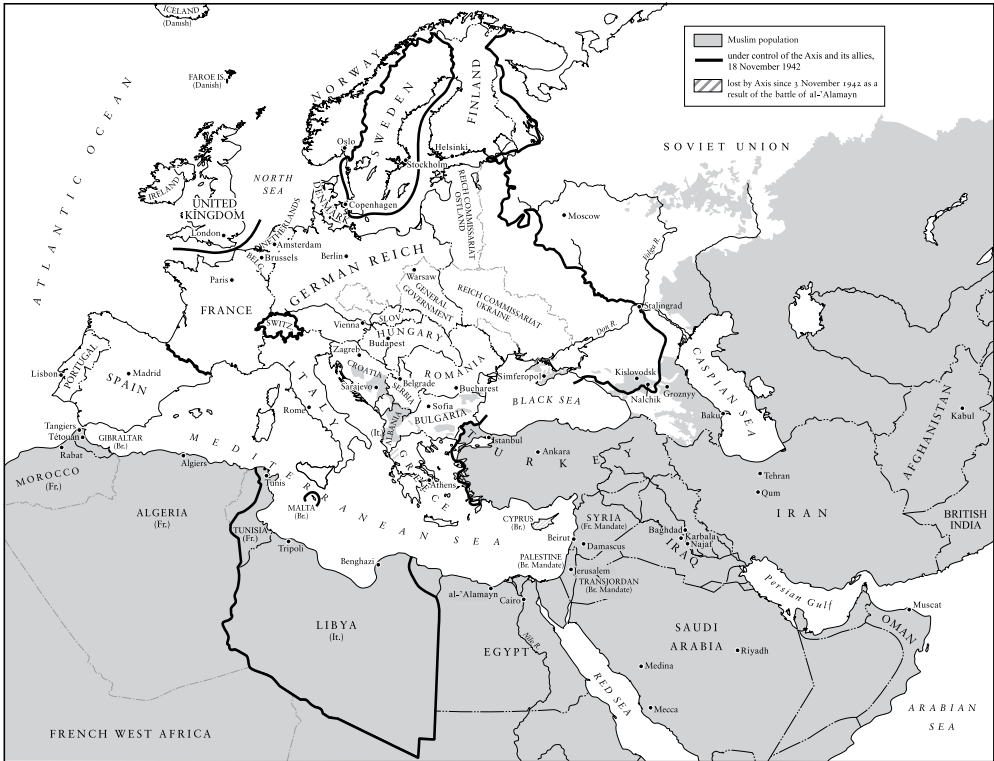 ICELAND
(Danish)
FAROE IS.
(Danish)
Muslim population
under control of the Axis and its allies,
18 November 1942
lost by Axis since 3 November 1942 as a
result of the battle of al-ʿAlamayn
ATLANTIC OCEAN
NORWAY
SWEDEN
FINLAND
SOVIET UNION
Oslo
Helsinki
Stockholm
NORTH
SEA
IRELAND
UNITED
KINGDOM
London
DENMARK
Copenhagen
REICH COMMISSARIAT
OSTLAND
Moscow
Volga R.
NETHERLANDS
Amsterdam
BELG.
Brussels
Berlin
GERMAN REICH
Warsaw
GENERAL
GOVERNMENT
REICH COMMISSARIAT
UKRAINE
Stalingrad
Don R.
Paris
FRANCE
SWITZ.
Vienna
SLOV.
HUNGARY
Budapest
Zagreb
CROATIA
ROMANIA
Belgrade
Sarajevo
SERBIA
Bucharest
Simferopol
Kislovodsk
Nalchik
Groznyy
CASPIAN SEA
Baku
BLACK SEA
PORTUGAL
Lisbon
Madrid
SPAIN
ITALY
Rome
(It.)
ALBANIA
Sofia
BULGARIA
GREECE
Athens
Istanbul
Ankara
TURKEY
Kabul
AFGHANISTAN
Tangiers
Tétouan
GIBRALTAR
(Br.)
Rabat
MEDITERRANEAN SEA
Algiers
Tunis
MALTA
(Br.)
MOROCCO
(Fr.)
ALGERIA
(Fr.)
TUNISIA
(Fr.)
Tripoli
Benghazi
CYPRUS
(Br.)
SYRIA
(Fr. Mandate)
Beirut
Damascus
PALESTINE
(Br. Mandate)
Jerusalem
TRANSJORDAN
(Br. Mandate)
Baghdad
Karbala
Najaf
IRAQ
Tehran
Qum
IRAN
BRITISH
INDIA
Persian Gulf
Muscat
OMAN
al-ʿAlamayn
Cairo
Nile R.
LIBYA
(It.)
EGYPT
SAUDI
ARABIA
Riyadh
Medina
Mecca
RED SEA
ARABIAN
SEA
FRENCH WEST AFRICA